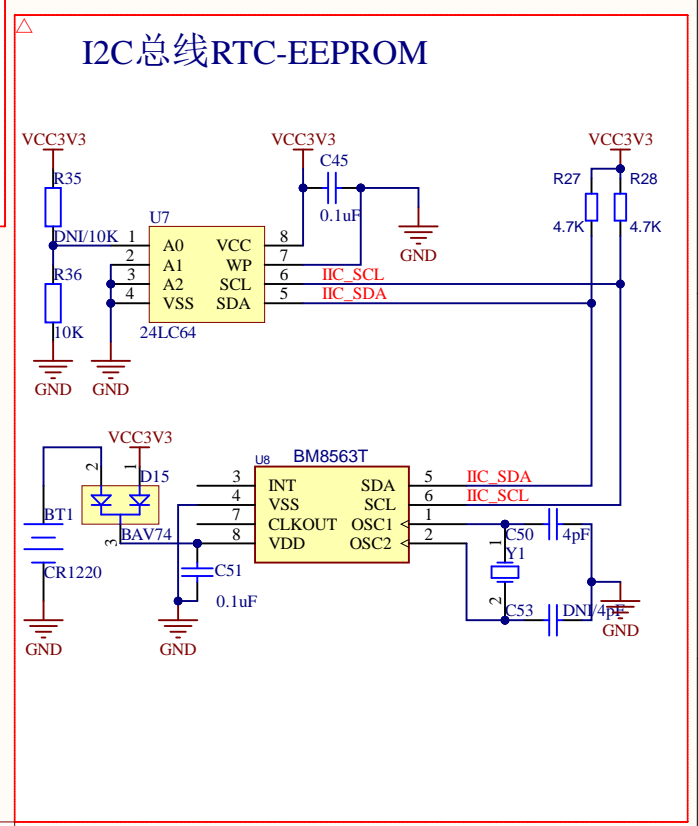 I2C总线RTC-EEPROM
VCC3V3
VCC3V3
VCC3V3
R35
C45
R27
R28
0.1uF
4.7K
4.7K
U7
DNI/10K
1
A0
VCC
8
GND
2
A1
WP
7
R36
3
A2
SCL
6
IIC_SCL
4
VSS
SDA
5
IIC_SDA
10K
24LC64
GND
GND
VCC3V3
U8
BM8563T
2
1
D15
3
INT
SDA
5
IIC_SDA
4
VSS
SCL
6
IIC_SCL
BT1
7
CLKOUT
OSC1
1
3
BAV74
8
VDD
OSC2
2
C50
4pF
1
Y1
CR1220
C51
0.1uF
2
C53
DNI/4pF
GND
GND
GND